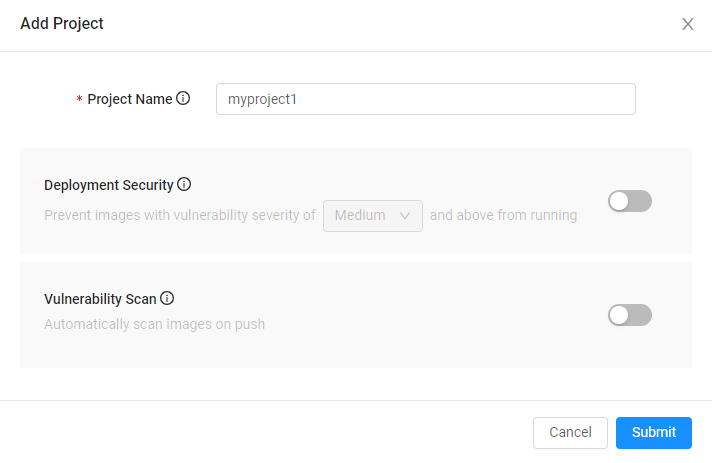 Add Project
* Project Name
myproject1
Deployment Security
Prevent images with vulnerability severity of Medium and above from running
Vulnerability Scan
Automatically scan images on push
Cancel Submit